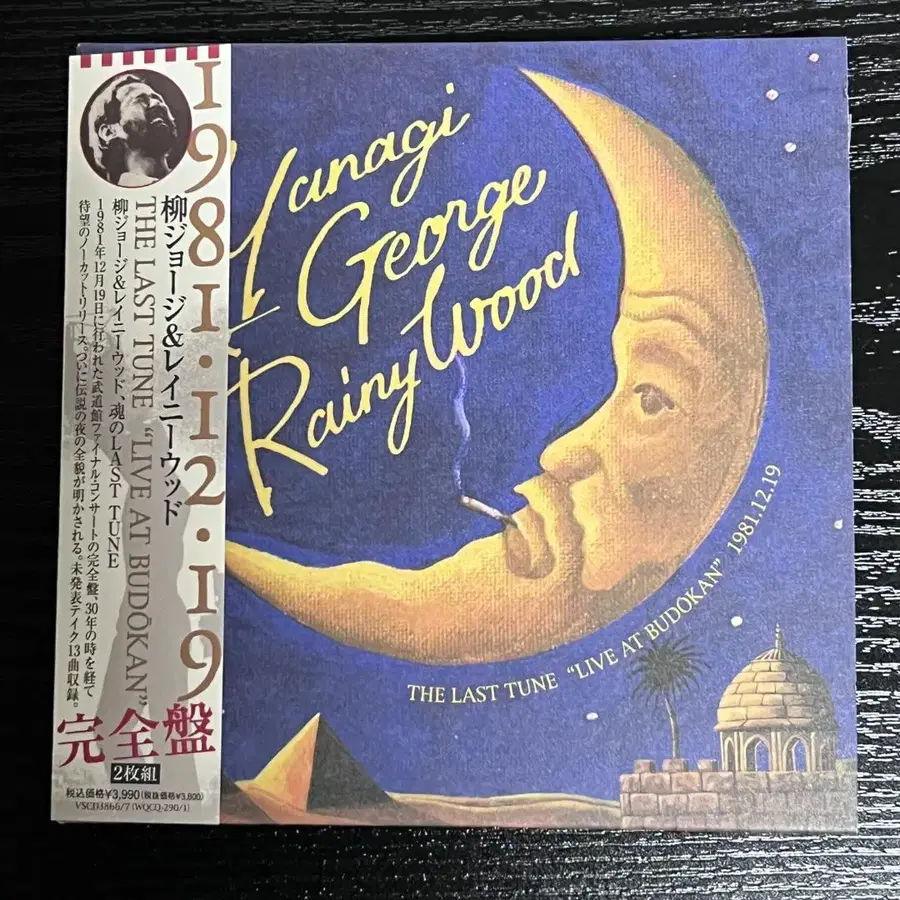 1981・12・19
柳ジョージ&レイニーウッド
THE LAST TUNE “LIVE AT BUDŌKAN”
柳ジョージ&レイニーウッド、魂のLAST TUNE
1981年12月19日に行われた武道館ファイナル・コンサートの完全盤、30年の時を経て
待望のノーカット・リリース。ついに伝説の夜の全貌が明かされる。未発表テイク13曲収録。
完全盤
2枚組
税込価格¥3,990(税抜価格¥3,800)
VSCD3866/7 (WQCQ-290/1)
Yanagi
George
Rainy Wood
THE LAST TUNE “LIVE AT BUDŌKAN” 1981.12.19